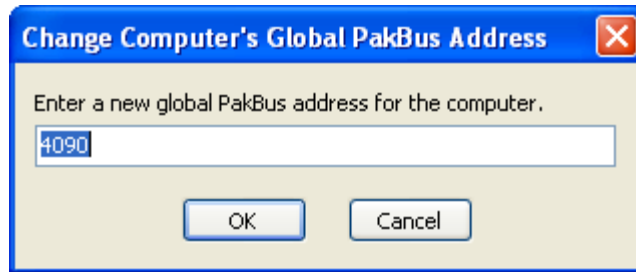 Change Computer's Global PakBus Address
Enter a new global PakBus address for the computer.
4090
OK Cancel